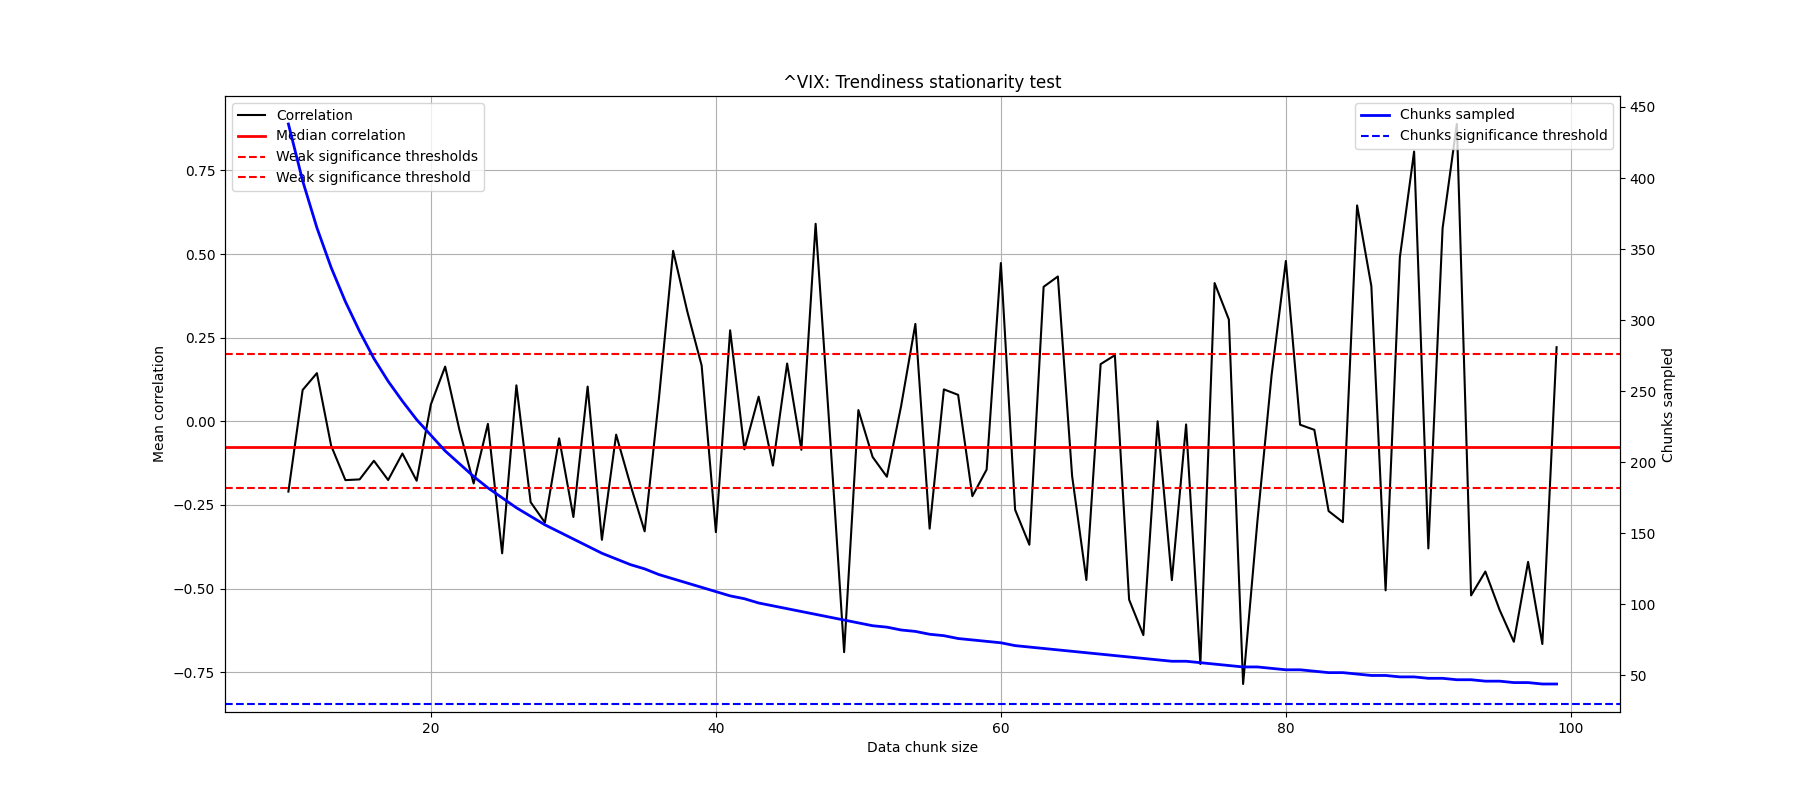 ^VIX: Trendiness stationarity test
Correlation
Median correlation
Weak significance thresholds
Weak significance threshold
Chunks sampled
Chunks significance threshold
Mean correlation
0.75
0.50
0.25
0.00
−0.25
−0.50
−0.75
450
400
350
300
250
200
150
100
50
Chunks sampled
20
40
60
80
100
Data chunk size